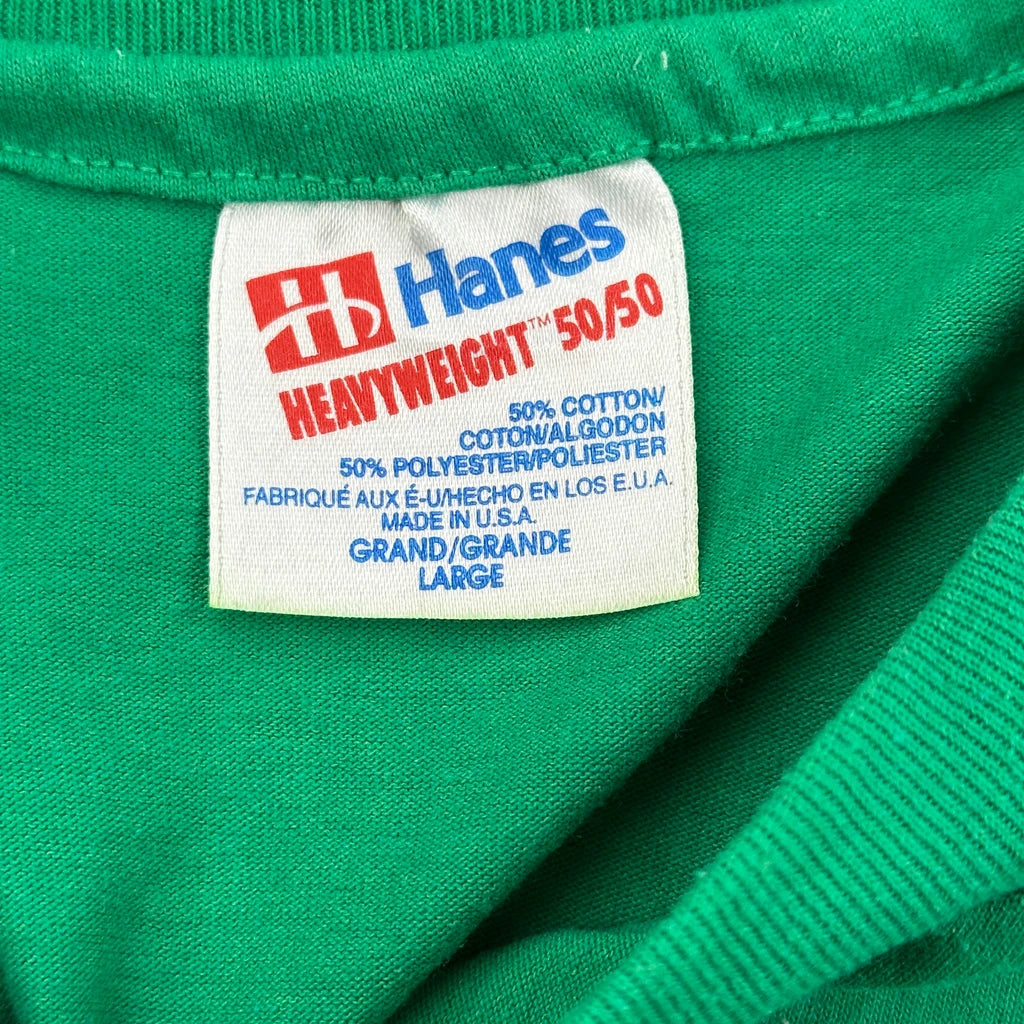 Hanes
HEAVYWEIGHT™ 50/50
50% COTTON/
COTON/ALGODON
50% POLYESTER/POLIESTER
FABRIQUÉ AUX É-U/HECHO EN LOS E.U.A.
MADE IN U.S.A.
GRAND/GRANDE
LARGE